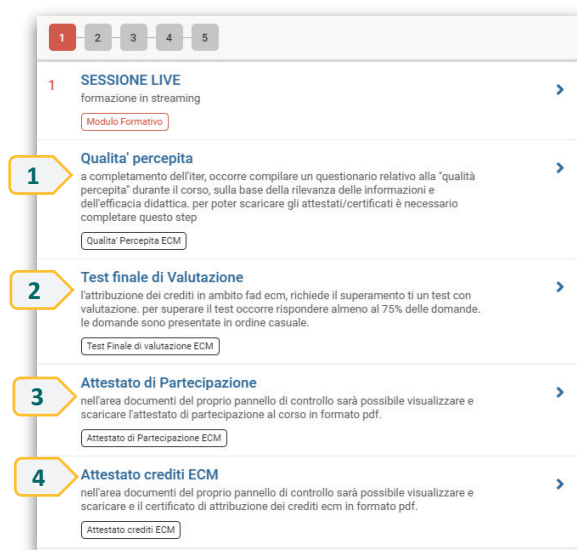 1 2 3 4 5
1 SESSIONE LIVE
formazione in streaming
Modulo Formativo
1 Qualita' percepita
a completamento dell'iter, occorre compilare un questionario relativo alla "qualità
percepita" durante il corso, sulla base della rilevanza delle informazioni e
dell'efficacia didattica. per poter scaricare gli attestati/certificati è necessario
completare questo step
Qualita' Percepita ECM
2 Test finale di Valutazione
l'attribuzione dei crediti in ambito fad ecm, richiede il superamento ti un test con
valutazione. per superare il test occorre rispondere almeno al 75% delle domande.
le domande sono presentate in ordine casuale.
Test Finale di valutazione ECM
3 Attestato di Partecipazione
nell'area documenti del proprio pannello di controllo sarà possibile visualizzare e
scaricare l'attestato di partecipazione al corso in formato pdf.
Attestato di Partecipazione ECM
4 Attestato crediti ECM
nell'area documenti del proprio pannello di controllo sarà possibile visualizzare e
scaricare e il certificato di attribuzione dei crediti ecm in formato pdf.
Attestato crediti ECM